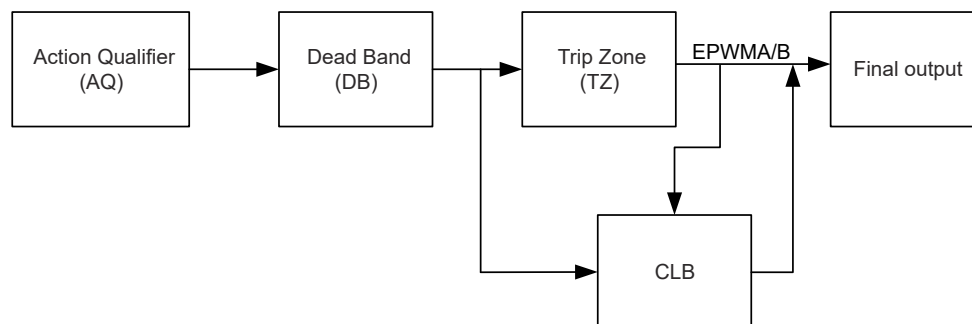 Action Qualifier
(AQ)
Dead Band
(DB)
Trip Zone
(TZ)
EPWMA/B
Final output
CLB